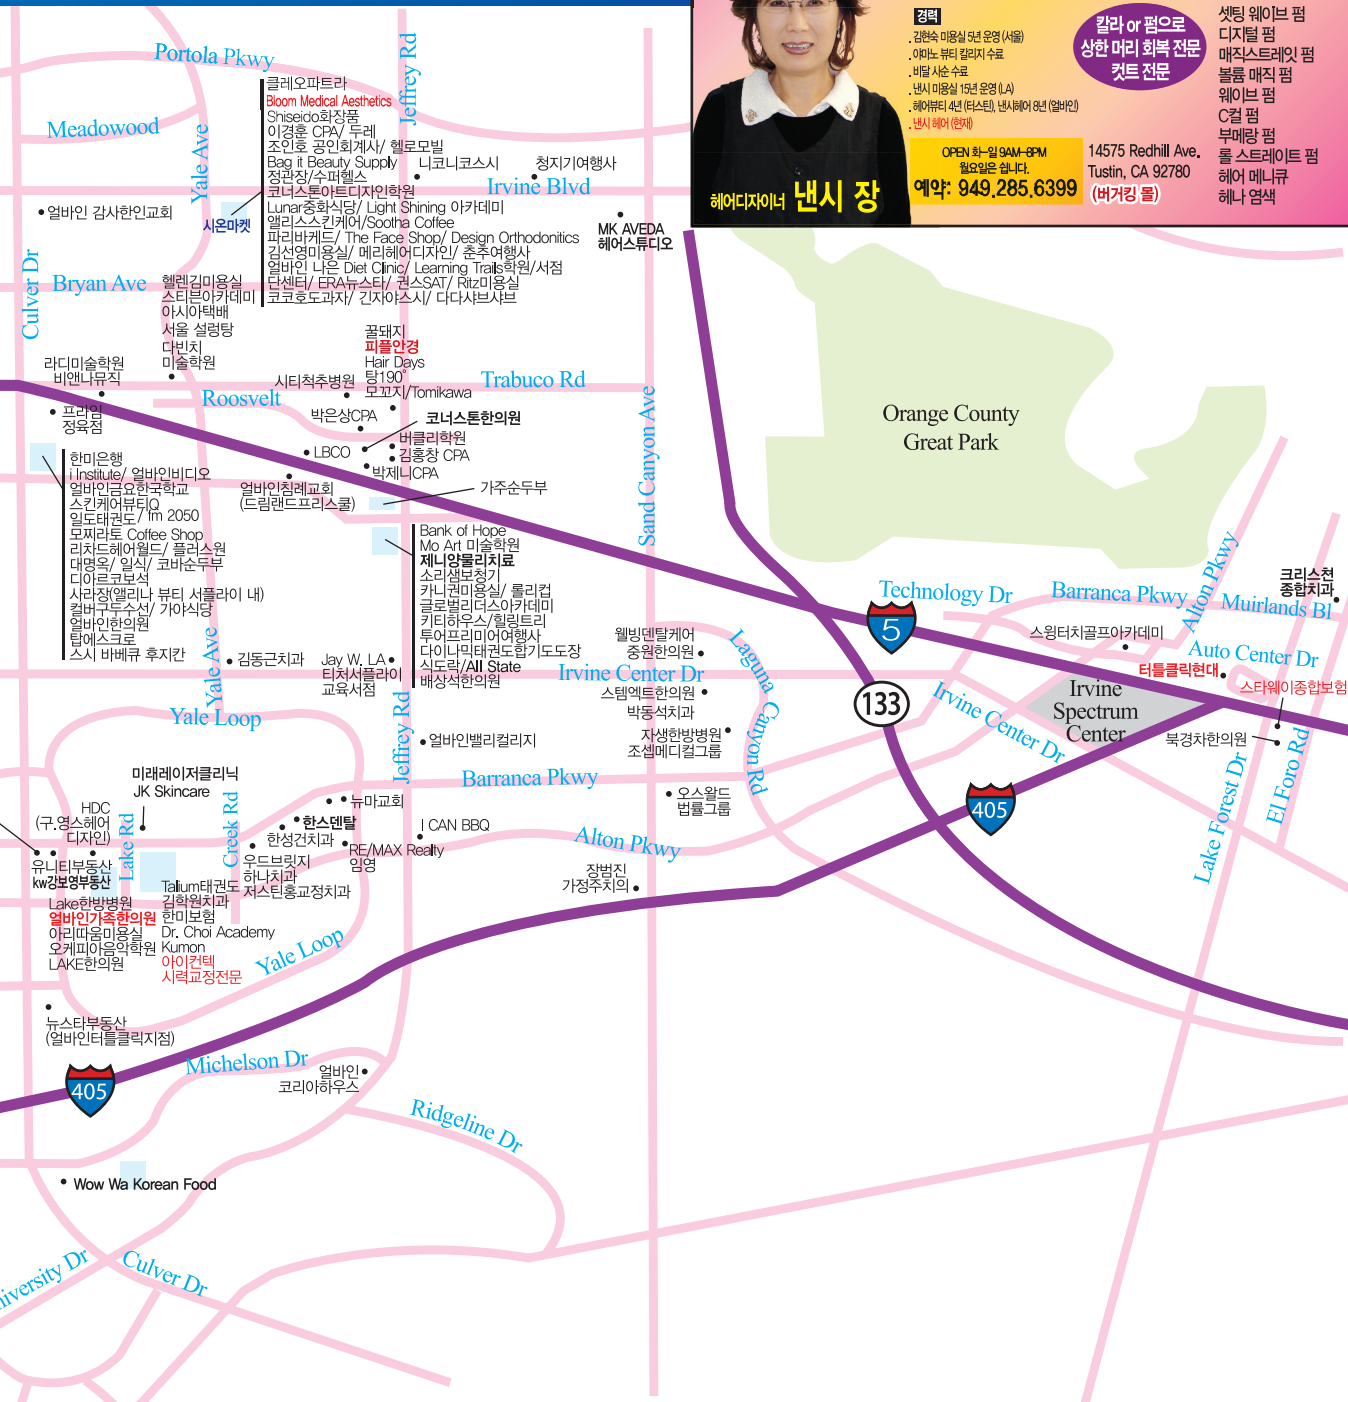 경력
. 김현숙 미용실 5년 운영 (서울)
. 야마노 뷰티 칼리지 수료
. 비달 사순 수료
. 낸시 미용실 15년 운영 (LA)
. 헤어뷰티 4년 (터스틴), 낸시헤어 8년 (얼바인)
. 낸시 헤어 (현재)
칼라 or 펌으로
상한 머리 회복 전문
컷트 전문
셋팅 웨이브 펌
디지털 펌
매직스트레잇 펌
볼륨 매직 펌
웨이브 펌
C컬 펌
부메랑 펌
롤 스트레이트 펌
헤어 메니큐
헤나 염색
OPEN 화-일 9AM-8PM
월요일은 쉽니다.
예약: 949.285.6399
14575 Redhill Ave.
Tustin, CA 92780
(버거킹 몰)
헤어디자이너 낸시 장
Portola Pkwy
Jeffrey Rd
Meadowood
Yale Ave
클레오파트라
Bloom Medical Aesthetics
Shiseido화장품
이경훈 CPA/ 두레
조인호 공인회계사/ 헬로모빌
Bag it Beauty Supply
정관장/수퍼헬스
코너스톤아트디자인학원
Lunar중화식당/ Light Shining 아카데미
앨리스스킨케어/Sootha Coffee
파리바케드/ The Face Shop/ Design Orthodonitics
김선영미용실/ 메리헤어디자인/ 춘추여행사
얼바인 나은 Diet Clinic/ Learning Trails학원/서점
단센터/ ERA뉴스타/ 권스SAT/ Ritz미용실
코코호도과자/ 긴자야스시/ 다다샤브샤브
니코니코스시
청지기여행사
Irvine Blvd
얼바인 감사한인교회
시온마켓
MK AVEDA
헤어스튜디오
Culver Dr
Bryan Ave
헬렌김미용실
스티븐아카데미
아시아택배
서울 설렁탕
다빈치
미술학원
라디미술학원
비앤나뮤직
꿀돼지
피플안경
Hair Days
탕190°
모꼬지/Tomikawa
시티척추병원
Trabuco Rd
Roosvelt
프라임
정육점
박은상CPA
코너스톤한의원
버클리학원
김홍창 CPA
LBCO
박제니CPA
Sand Canyon Ave
Orange County
Great Park
한미은행
i Institute/ 얼바인비디오
얼바인금요한국학교
스킨케어뷰티Q
일도태권도/ fm 2050
모찌라토 Coffee Shop
리차드헤어월드/ 플러스원
대명옥/ 일식/ 코바순두부
디아르코보석
사라장(앨리나 뷰티 서플라이 내)
컬버구두수선/ 가야식당
얼바인한의원
탑에스크로
스시 바베큐 후지칸
얼바인침례교회
(드림랜드프리스쿨)
가주순두부
Bank of Hope
Mo Art 미술학원
제니양물리치료
소리샘보청기
카니권미용실/ 롤리컵
글로벌리더스아카데미
키티하우스/힐링트리
투어프리미어여행사
다이나믹태권도합기도도장
식도락/All State
배상석한의원
Technology Dr
Barranca Pkwy
Alton Pkwy
Muirlands Bl
크리스천
종합치과
5
스윙터치골프아카데미
Auto Center Dr
터틀클릭현대
스타웨이종합보험
Yale Ave
김동근치과
Jay W. LA
티처서플라이
교육서점
웰빙덴탈케어
중원한의원
Irvine Center Dr
스템엑트한의원
박동석치과
자생한방병원
조셉메디컬그룹
Laguna Canyon Rd
133
Irvine Center Dr
Irvine
Spectrum
Center
북경차한의원
Yale Loop
Jeffrey Rd
얼바인밸리컬리지
미래레이저클리닉
JK Skincare
Barranca Pkwy
405
Lake Forest Dr
El Foro Rd
HDC
(구.영스헤어
디자인)
Lake Rd
Creek Rd
뉴마교회
한스덴탈
한성건치과
I CAN BBQ
RE/MAX Realty
임영
오스왈드
법률그룹
Alton Pkwy
유니티부동산
kw강보영부동산
우드브릿지
하나치과
저스틴홍교정치과
장범진
가정주치의
Lake한방병원
얼바인가족한의원
아리따움미용실
오케피아음악학원
LAKE한의원
Talium태권도
김학원치과
한미보험
Dr. Choi Academy
Kumon
아이컨텍
시력교정전문
Yale Loop
뉴스타부동산
(얼바인터틀클릭지점)
405
Michelson Dr
얼바인
코리아하우스
Ridgeline Dr
Wow Wa Korean Food
niversity Dr
Culver Dr